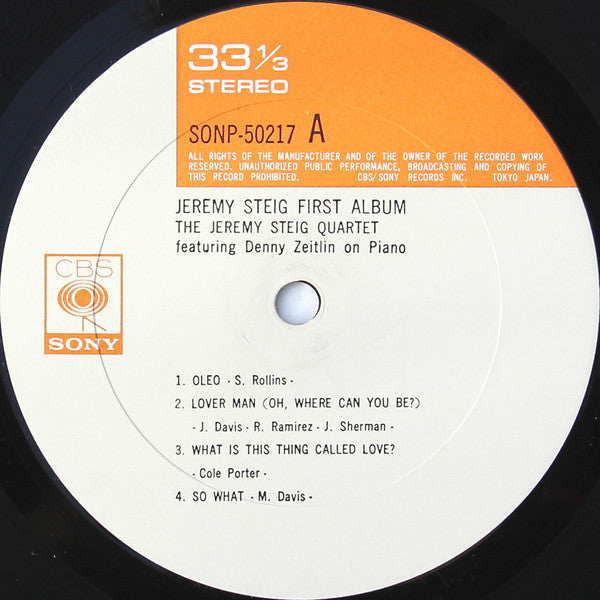 33 1/3
STEREO
SONP-50217 A
ALL RIGHTS OF THE MANUFACTURER AND OF THE OWNER OF THE RECORDED WORK
RESERVED. UNAUTHORIZED PUBLIC PERFORMANCE, BROADCASTING AND COPYING OF
THIS RECORD PROHIBITED. CBS/SONY RECORDS INC. TOKYO JAPAN.
JEREMY STEIG FIRST ALBUM
THE JEREMY STEIG QUARTET
featuring Denny Zeitlin on Piano
CBS
SONY
1. OLEO - S. Rollins -
2. LOVER MAN (OH, WHERE CAN YOU BE?)
- J. Davis - R. Ramirez - J. Sherman -
3. WHAT IS THIS THING CALLED LOVE?
- Cole Porter -
4. SO WHAT - M. Davis -